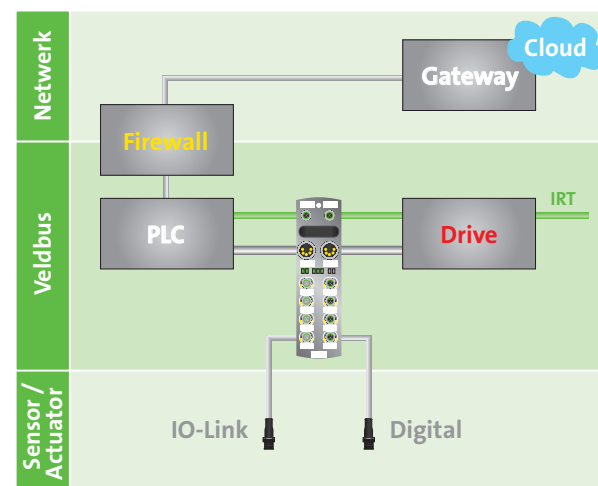 Netwerk
Cloud
Gateway
Firewall
Veldbus
IRT
PLC
Drive
Sensor /
Actuator
IO-Link
Digital